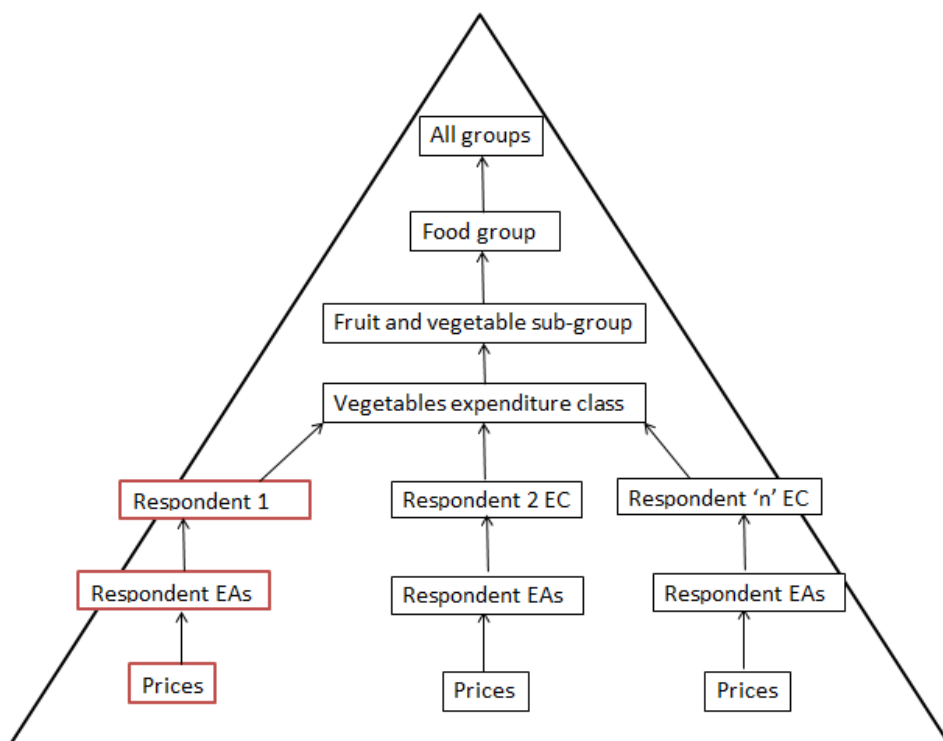 All groups
Food group
Fruit and vegetable sub-group
Vegetables expenditure class
Respondent 1
Respondent 2 EC
Respondent ‘n’ EC
Respondent EAs
Respondent EAs
Respondent EAs
Prices
Prices
Prices